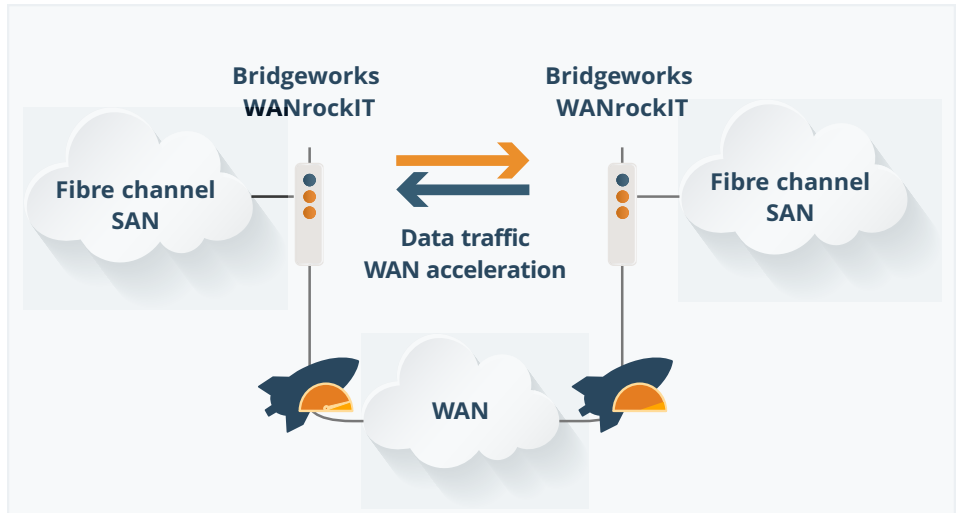 Bridgeworks
WANrockIT
Bridgeworks
WANrockIT
Fibre channel
SAN
Fibre channel
SAN
Data traffic
WAN acceleration
WAN